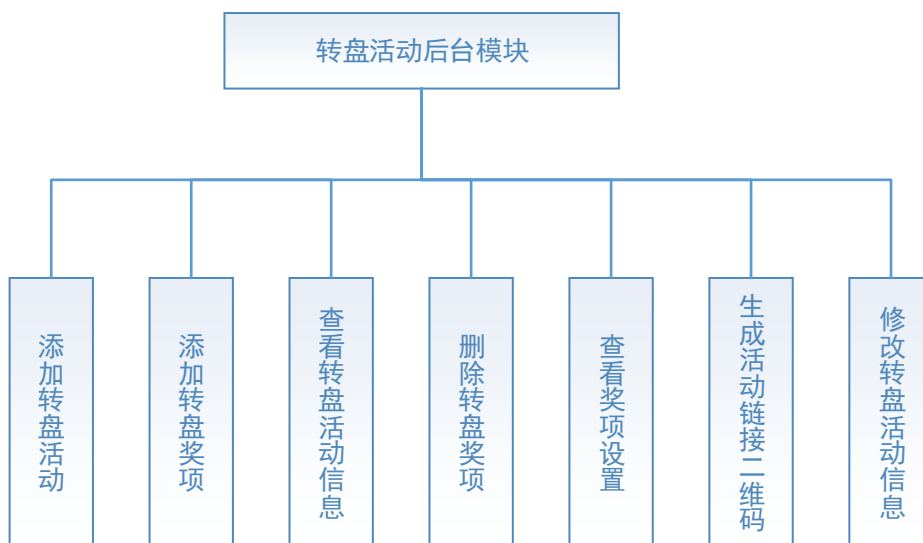 转盘活动后台模块
添加转盘活动
添加转盘奖项
查看转盘活动信息
删除转盘奖项
查看奖项设置
生成活动链接二维码
修改转盘活动信息